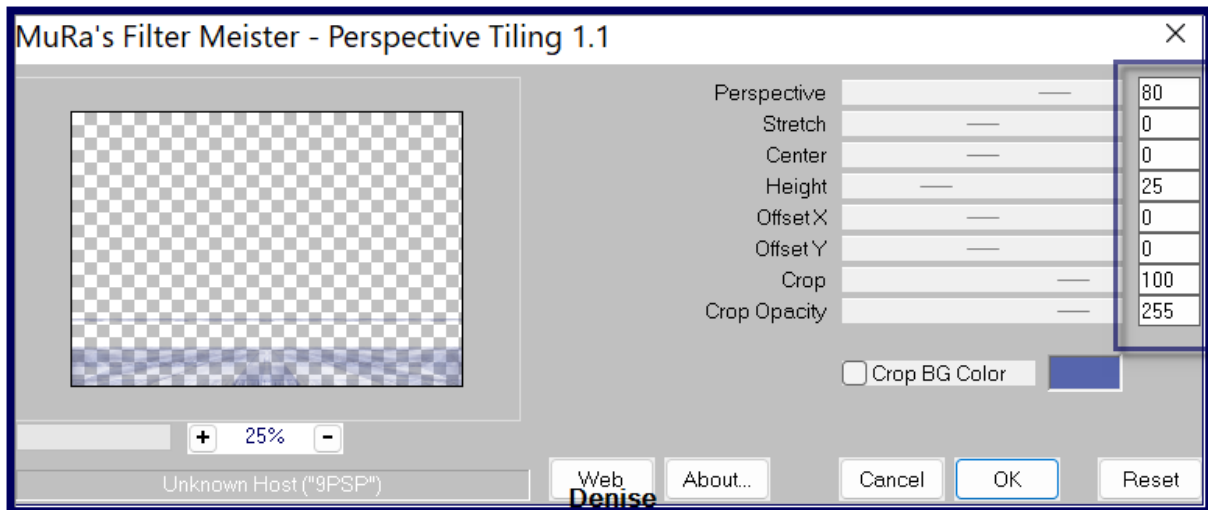 MuRa's Filter Meister - Perspective Tiling 1.1
Perspective 80
Stretch 0
Center 0
Height 25
Offset X 0
Offset Y 0
Crop 100
Crop Opacity 255
Crop BG Color
+ 25% -
Unknown Host ("9PSP") Web About... Cancel OK Reset
Denise